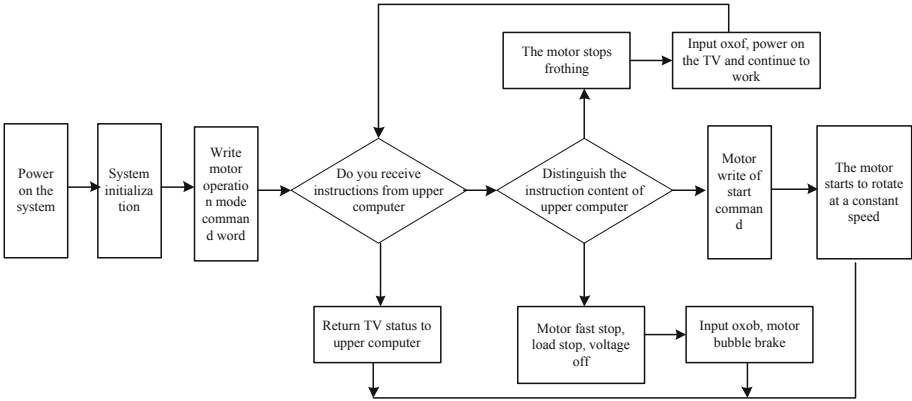 The motor stops
frothing
Input oxof, power on
the TV and continue to
work
Power
on the
system
System
initializa
tion
Write
motor
operatio
n mode
comman
d word
Do you receive
instructions from upper
computer
Distinguish the
instruction content of
upper computer
Motor
write of
start
comman
d
The motor
starts to rotate
at a constant
speed
Return TV status to
upper computer
Motor fast stop,
load stop, voltage
off
Input oxob, motor
bubble brake